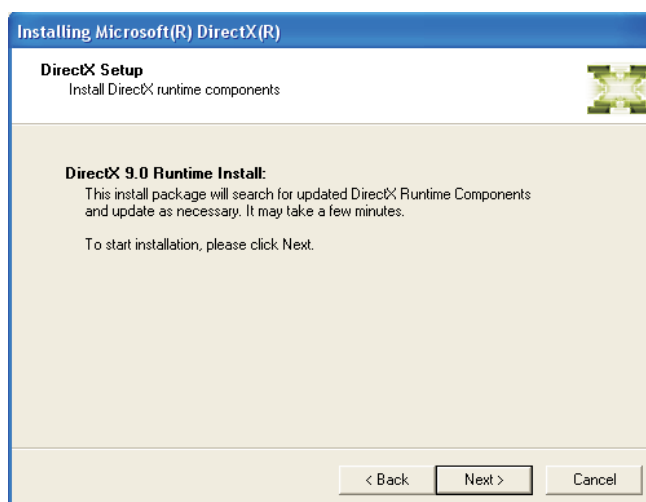 Installing Microsoft(R) DirectX(R)
DirectX Setup
Install DirectX runtime components
DirectX 9.0 Runtime Install:
This install package will search for updated DirectX Runtime Components
and update as necessary. It may take a few minutes.
To start installation, please click Next.
< Back
Next >
Cancel